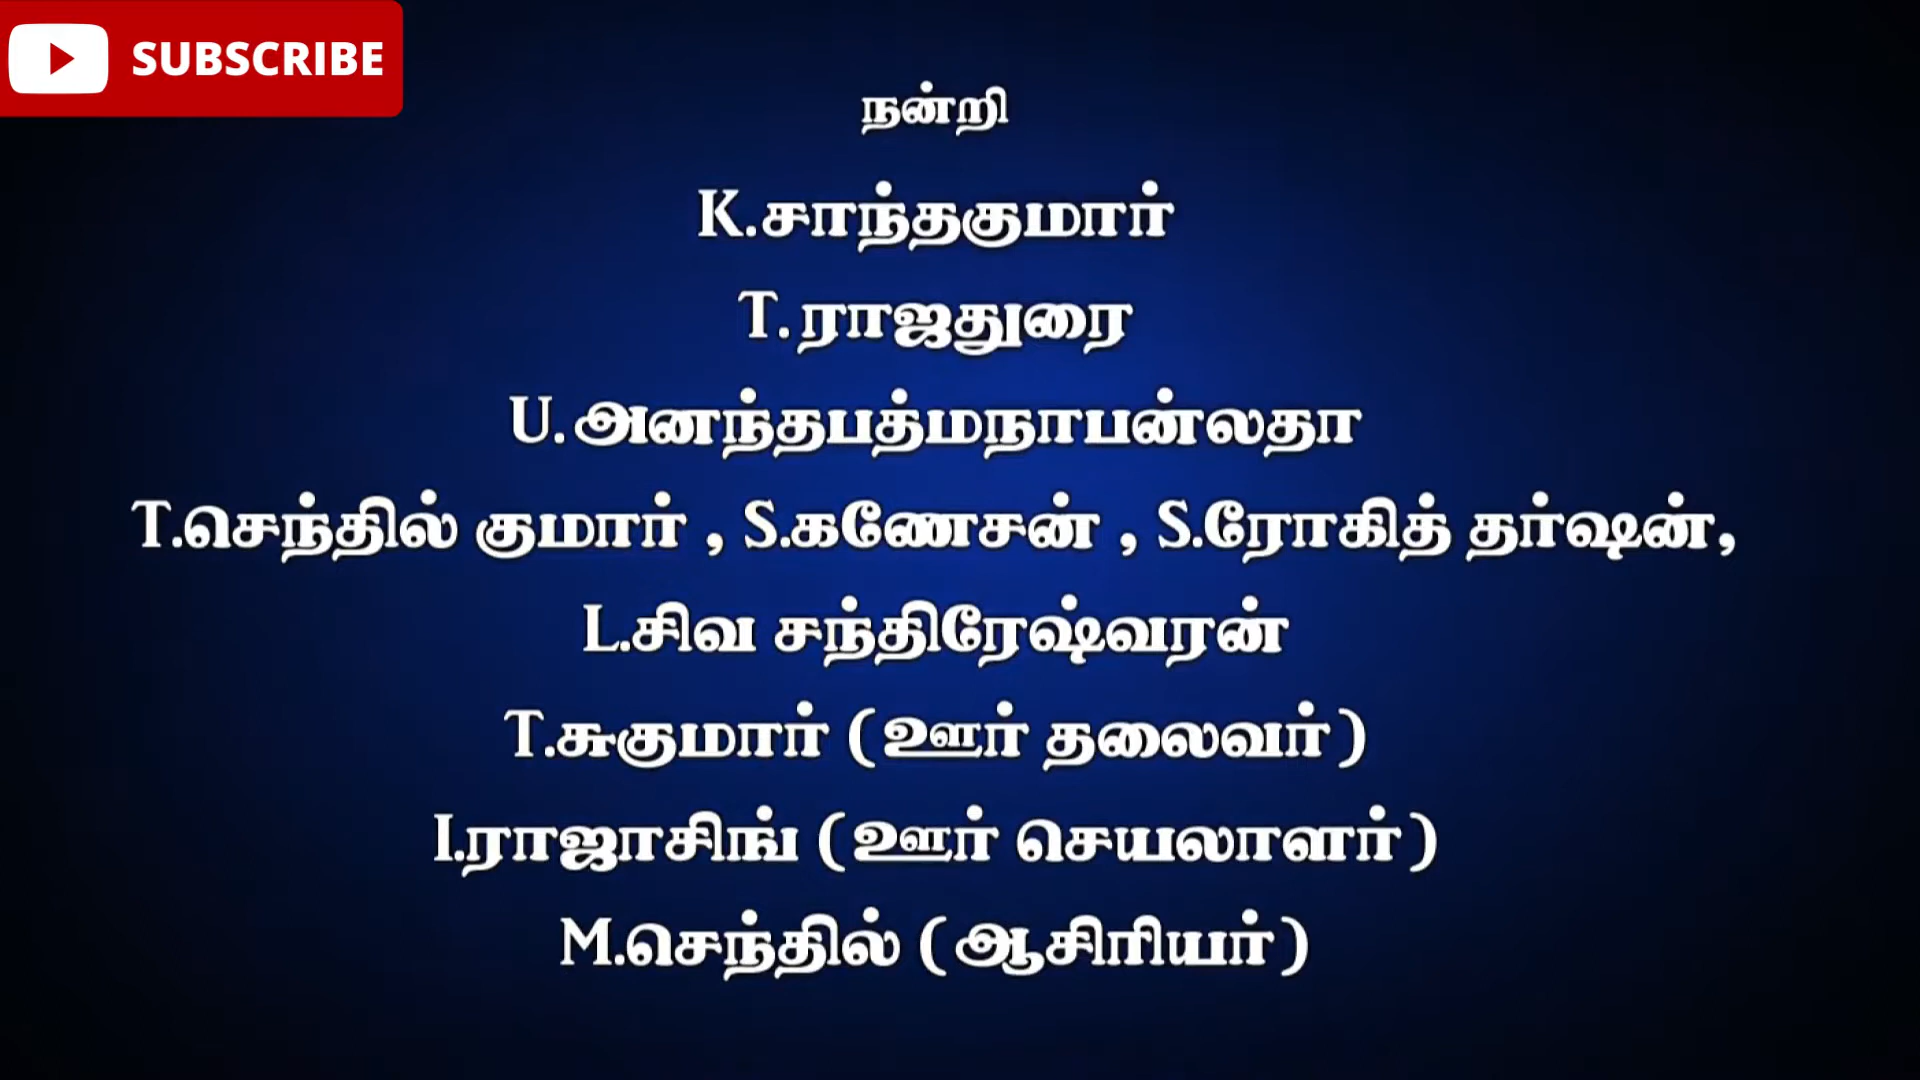 SUBSCRIBE
நன்றி
K.சாந்தகுமார்
T.ராஜதுரை
U.அனந்தபத்மநாபன்லதா
T.செந்தில் குமார் , S.கணேசன் , S.ரோகித் தர்ஷன்,
L.சிவ சந்திரேஷ்வரன்
T.சுகுமார் (ஊர் தலைவர்)
I.ராஜாசிங் (ஊர் செயலாளர்)
M.செந்தில் (ஆசிரியர்)